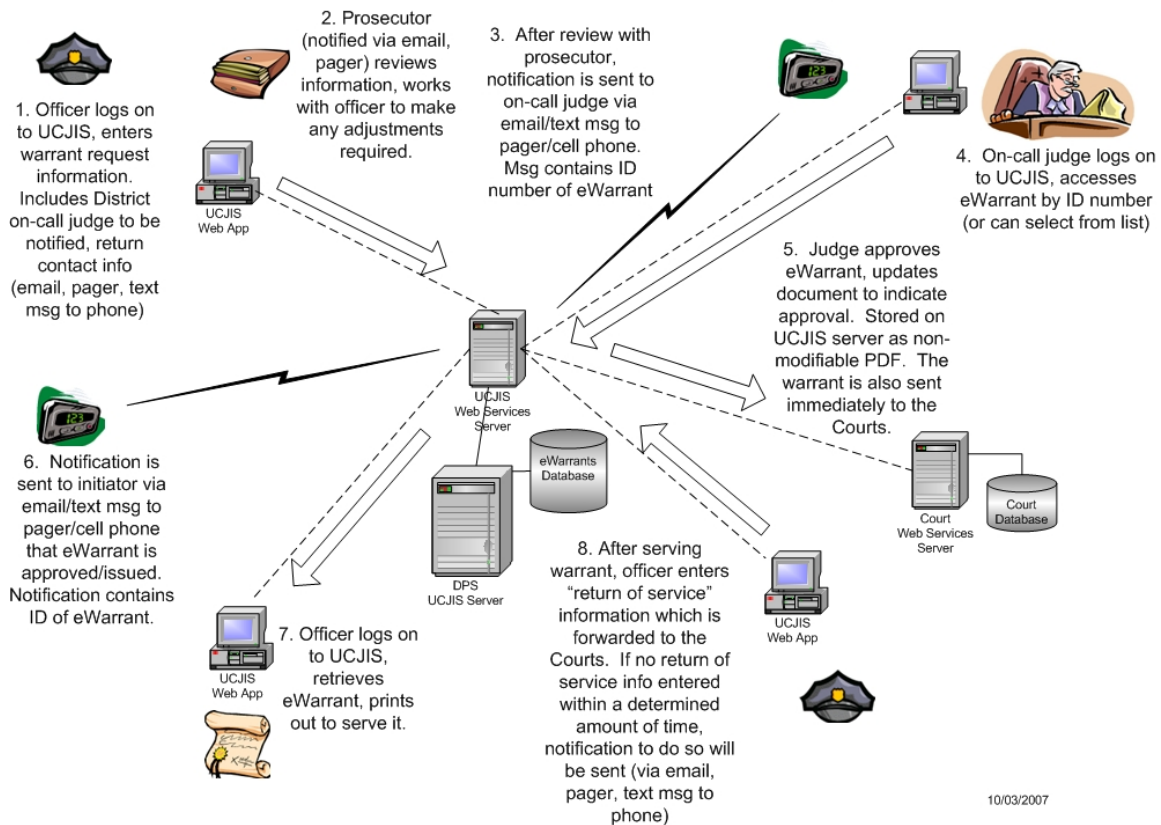 1. Officer logs on
to UCJIS, enters
warrant request
information.
Includes District
on-call judge to be
notified, return
contact info
(email, pager, text
msg to phone)
2. Prosecutor
(notified via email,
pager) reviews
information, works
with officer to make
any adjustments
required.
UCJIS
Web App
3.  After review with
prosecutor,
notification is sent to
on-call judge via
email/text msg to
pager/cell phone.
Msg contains ID
number of eWarrant
123
4.  On-call judge logs on
to UCJIS, accesses
eWarrant by ID number
(or can select from list)
5.  Judge approves
eWarrant, updates
document to indicate
approval.  Stored on
UCJIS server as non-
modifiable PDF.  The
warrant is also sent
immediately to the
Courts.
UCJIS
Web Services
Server
eWarrants
Database
DPS
UCJIS Server
Court
Web Services
Server
Court
Database
123
6.  Notification is
sent to initiator via
email/text msg to
pager/cell phone
that eWarrant is
approved/issued.
Notification contains
ID of eWarrant.
UCJIS
Web App
7. Officer logs on
to UCJIS,
retrieves
eWarrant, prints
out to serve it.
8. After serving
warrant, officer enters
“return of service”
information which is
forwarded to the
Courts.  If no return of
service info entered
within a determined
amount of time,
notification to do so will
be sent (via email,
pager, text msg to
phone)
UCJIS
Web App
10/03/2007